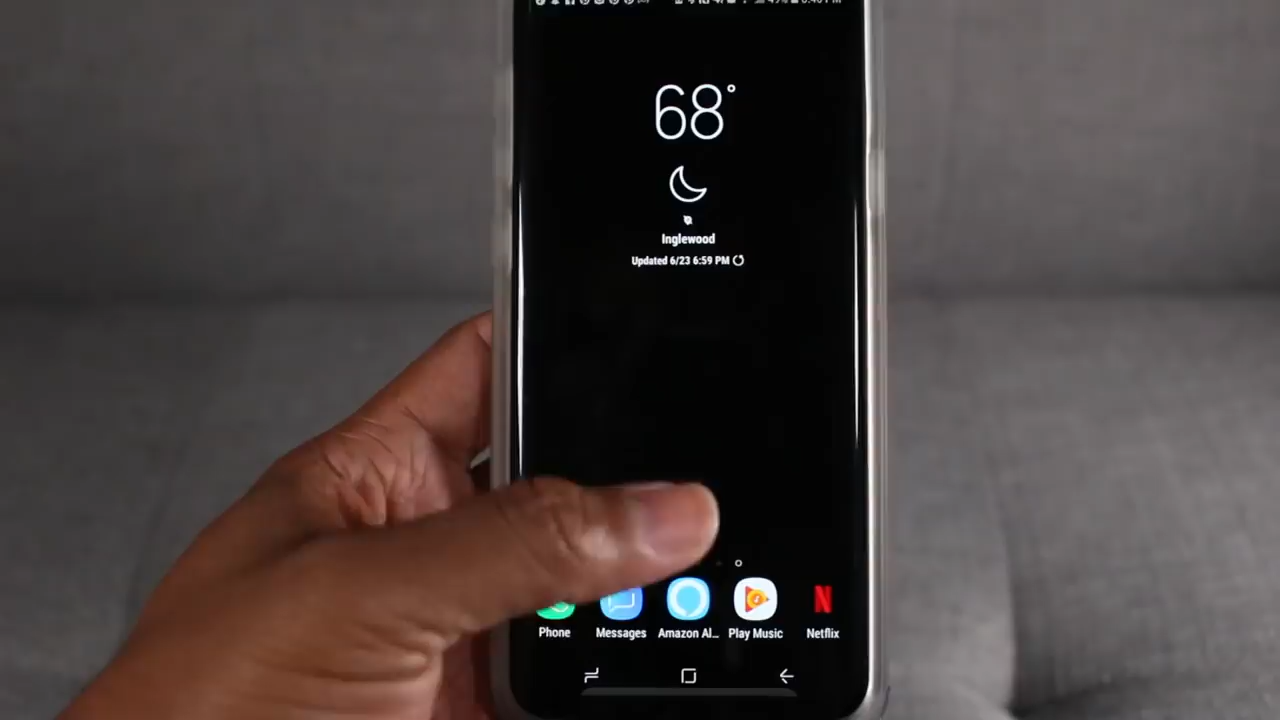 68°
Inglewood
Updated 6/23 6:59 PM
Phone
Messages
Amazon Al...
Play Music
Netflix